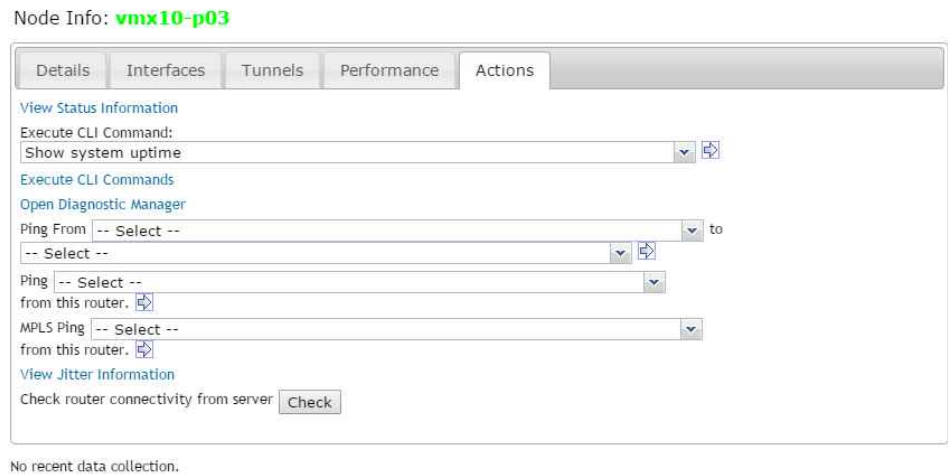 Node Info: vmx10-p03
Details Interfaces Tunnels Performance Actions
View Status Information
Execute CLI Command:
Show system uptime
Execute CLI Commands
Open Diagnostic Manager
Ping From -- Select -- to
-- Select --
Ping -- Select --
from this router.
MPLS Ping -- Select --
from this router.
View Jitter Information
Check router connectivity from server Check
No recent data collection.